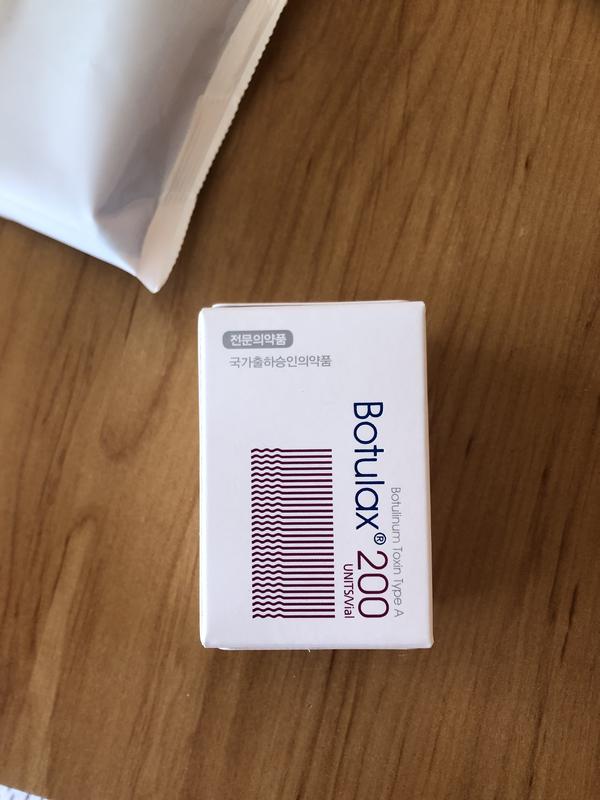 전문의약품
국가출하승인의약품
Botulinum Toxin Type A
Botulax® 200
UNITS/Vial